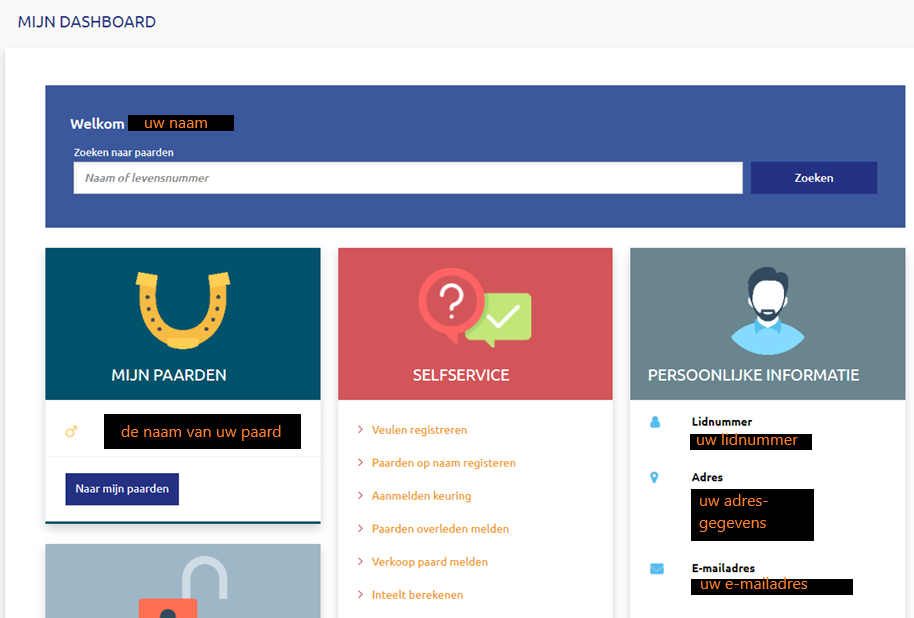 MIJN DASHBOARD
Welkom uw naam
Zoeken naar paarden
Naam of levensnummer
Zoeken
MIJN PAARDEN
de naam van uw paard
Naar mijn paarden
SELFSERVICE
Veulen registreren
Paarden op naam registeren
Aanmelden keuring
Paarden overleden melden
Verkoop paard melden
Inteelt berekenen
PERSOONLIJKE INFORMATIE
Lidnummer
uw lidnummer
Adres
uw adres-
gegevens
E-mailadres
uw e-mailadres